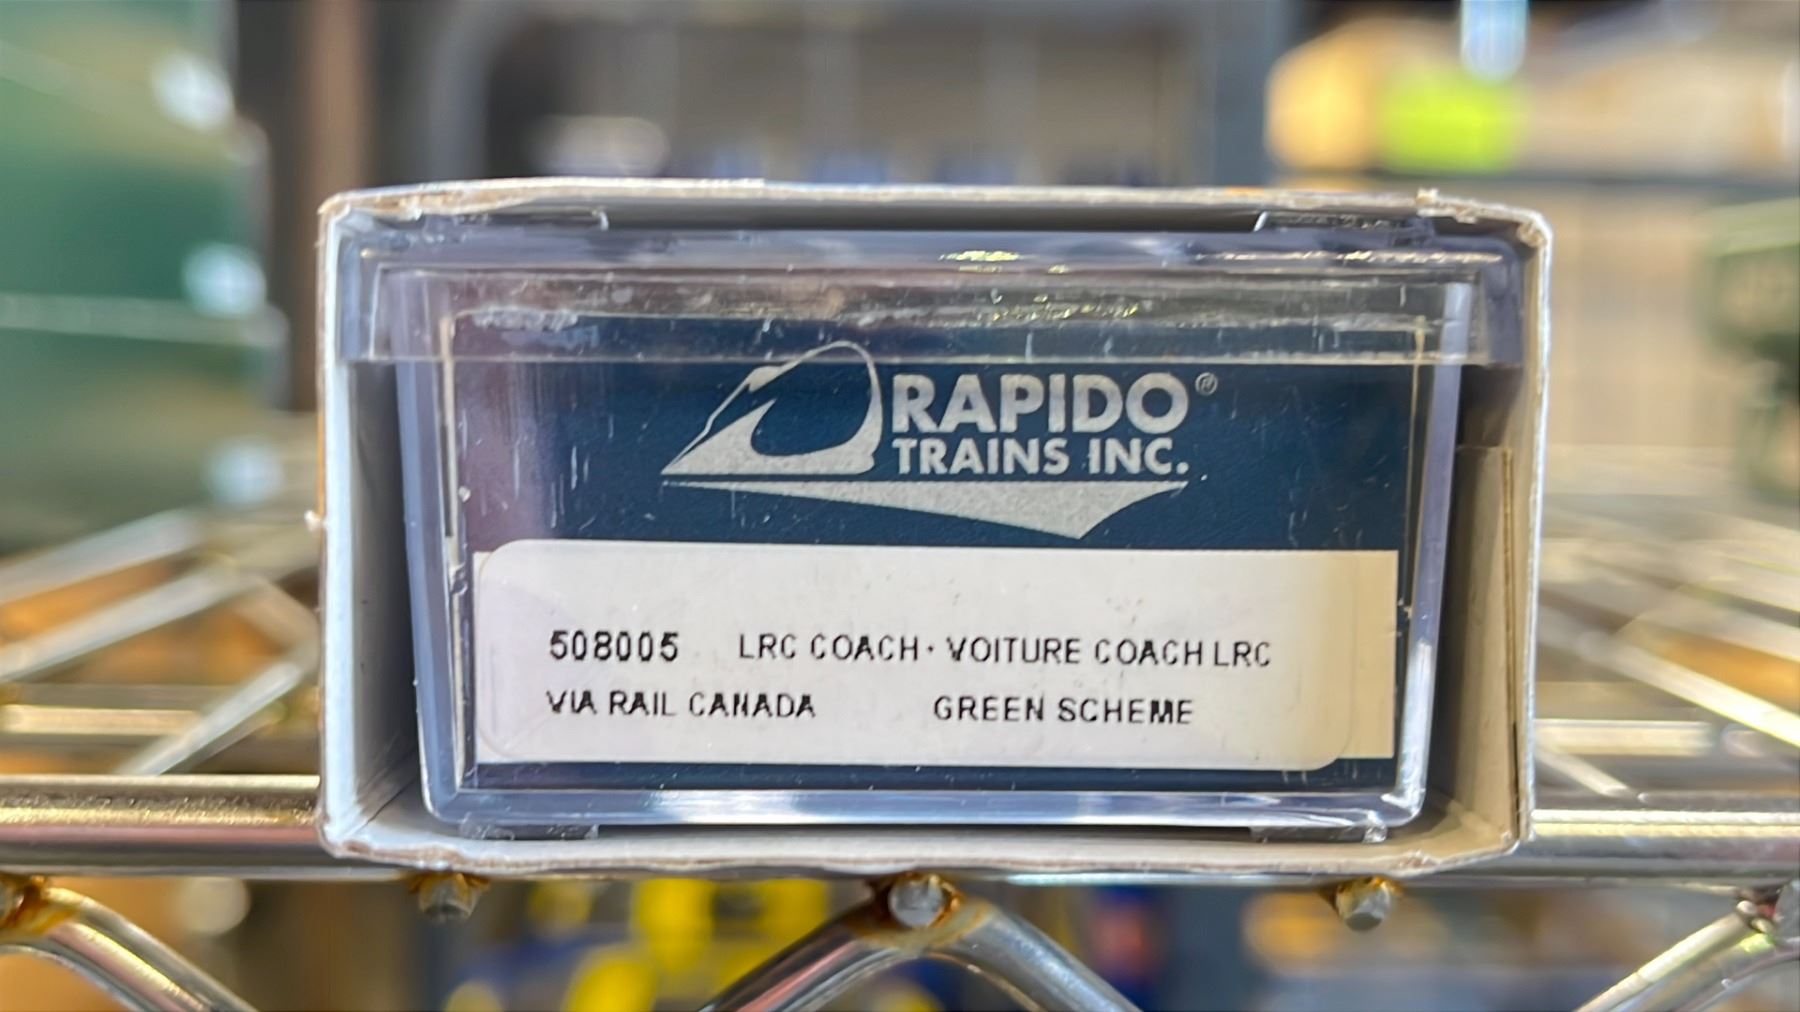 RAPIDO®
TRAINS INC.
508005 LRC COACH · VOITURE COACH LRC
VIA RAIL CANADA GREEN SCHEME